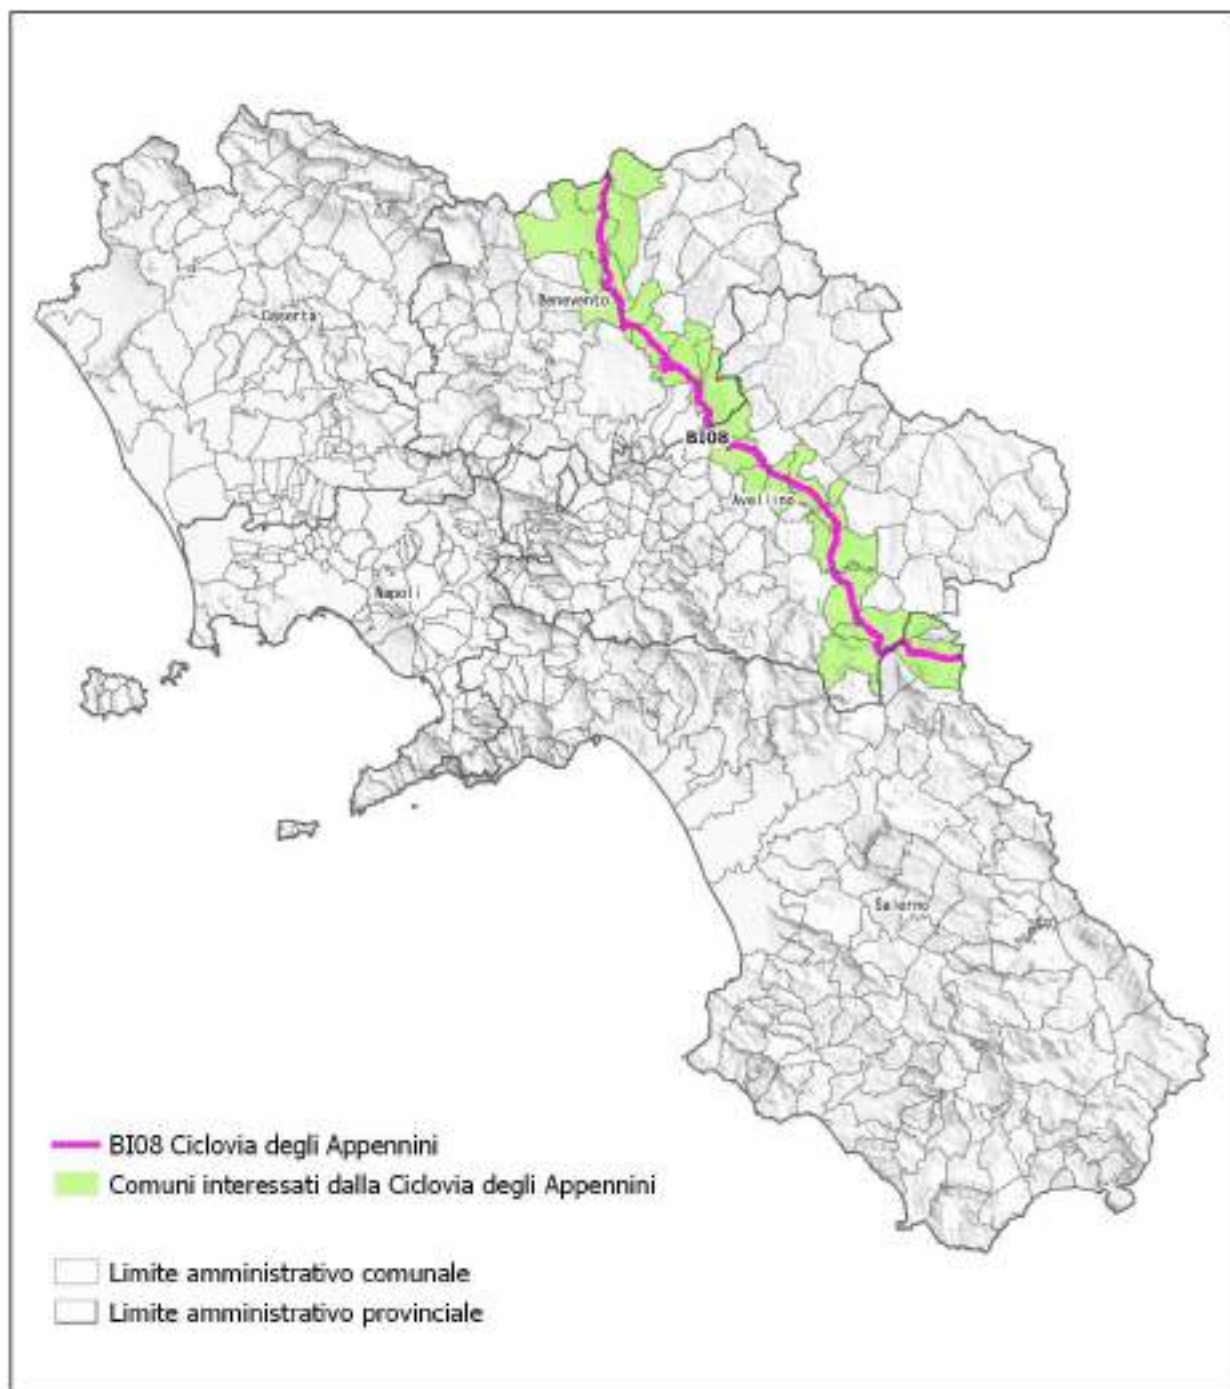 Benevento
Caserta
BI08
Avellino
Napoli
Salerno
BI08 Ciclovia degli Appennini
Comuni interessati dalla Ciclovia degli Appennini
Limite amministrativo comunale
Limite amministrativo provinciale